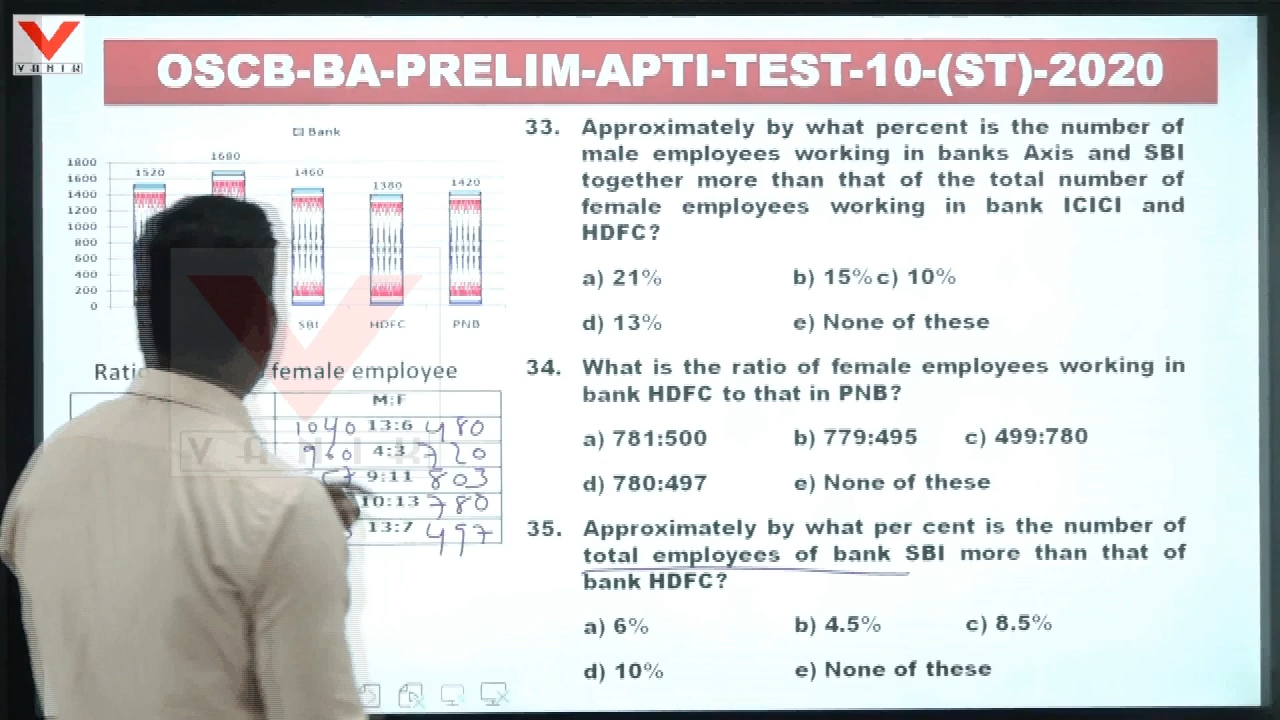 VANIK
OSCB-BA-PRELIM-APTI-TEST-10-(ST)-2020
Bank
1800
1600
1400
1200
1000
800
600
400
200
0
1520
1680
1460
1380
1420
SBI
HDFC
PNB
female employee
M:F
1040 13:6 480
960 4:3 720
9:11 803
10:13 780
13:7 497
VANIK
33. Approximately by what percent is the number of
male employees working in banks Axis and SBI
together more than that of the total number of
female employees working in bank ICICI and
HDFC?
a) 21% b) 15% c) 10%
d) 13% e) None of these
34. What is the ratio of female employees working in
bank HDFC to that in PNB?
a) 781:500 b) 779:495 c) 499:780
d) 780:497 e) None of these
35. Approximately by what per cent is the number of
total employees of bank SBI more than that of
bank HDFC?
a) 6% b) 4.5% c) 8.5%
d) 10% e) None of these